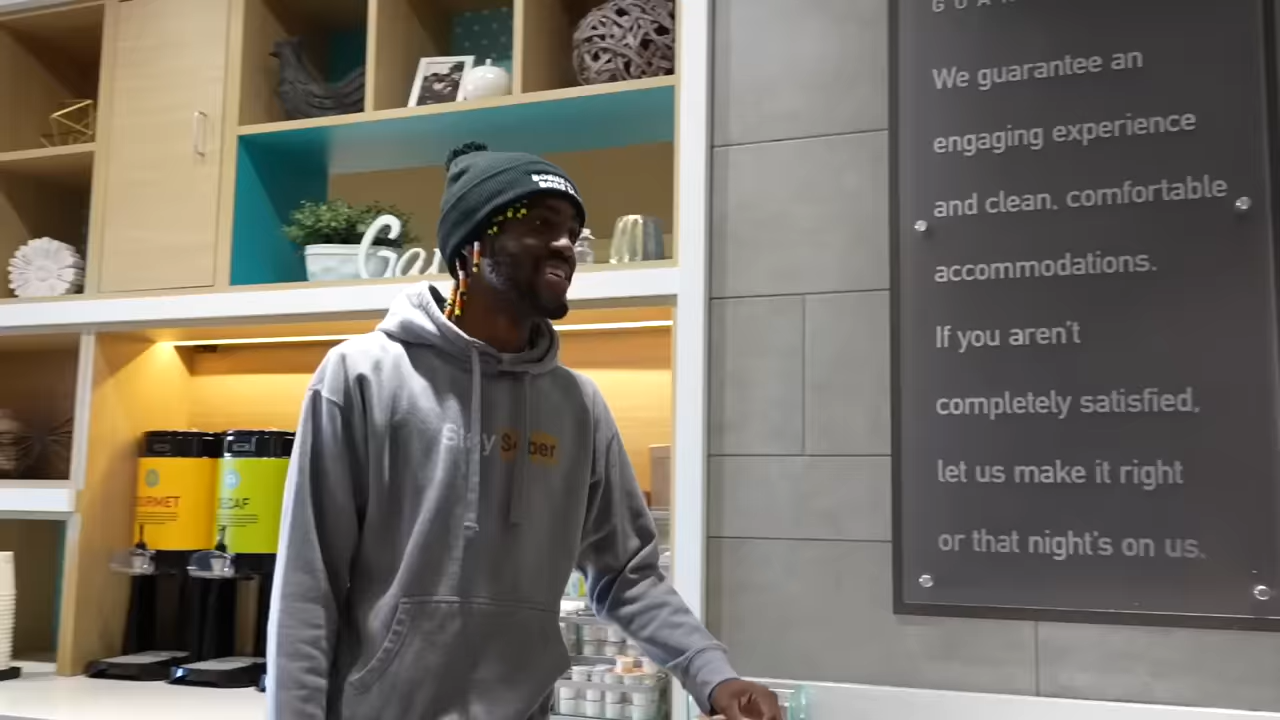 We guarantee an
engaging experience
and clean, comfortable
accommodations.
If you aren't
completely satisfied,
let us make it right
or that night's on us.
Stay Sober